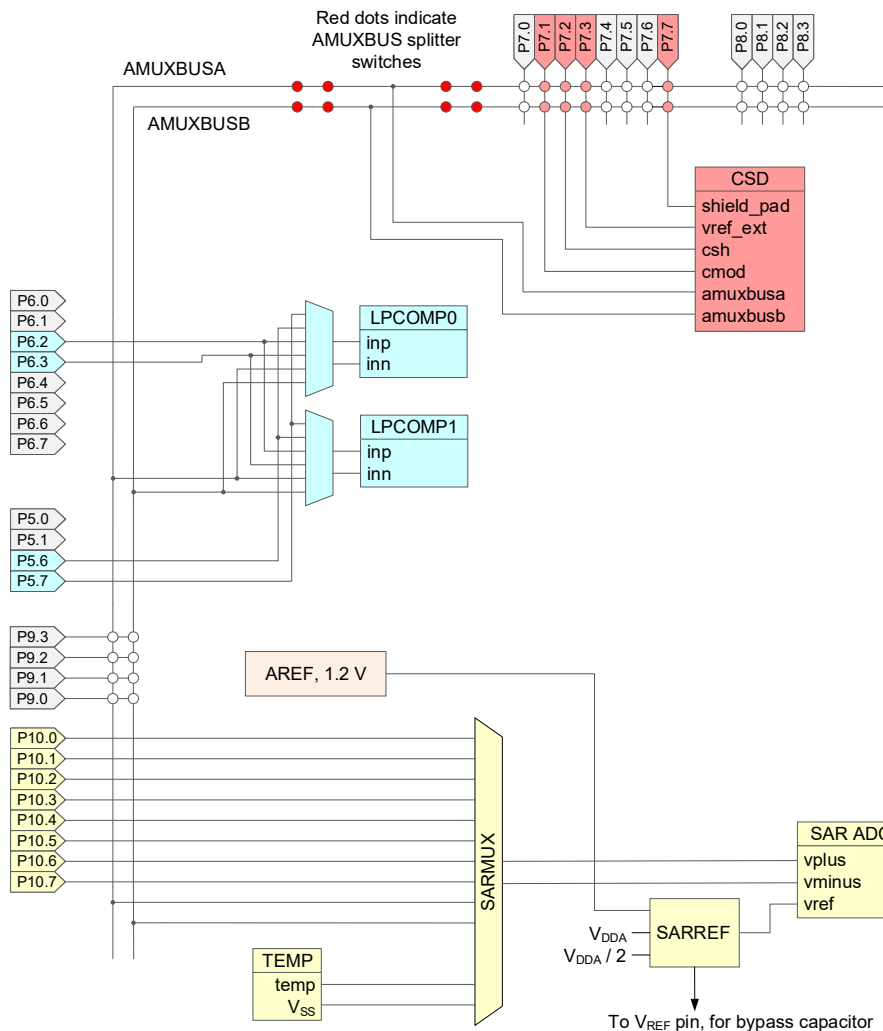 Red dots indicate
AMUXBUS splitter
switches
P7.0
P7.1
P7.2
P7.3
P7.4
P7.5
P7.6
P7.7
P8.0
P8.1
P8.2
P8.3
AMUXBUSA
AMUXBUSB
CSD
shield_pad
vref_ext
csh
cmod
amuxbusa
amuxbusb
P6.0
P6.1
P6.2
P6.3
P6.4
P6.5
P6.6
P6.7
LPCOMP0
inp
inn
LPCOMP1
inp
inn
P5.0
P5.1
P5.6
P5.7
P9.3
P9.2
P9.1
P9.0
AREF, 1.2 V
P10.0
P10.1
P10.2
P10.3
P10.4
P10.5
P10.6
P10.7
SARMUX
SAR ADC
vplus
vminus
vref
SARREF
VDDA
VDDA / 2
TEMP
temp
VSS
To VREF pin, for bypass capacitor